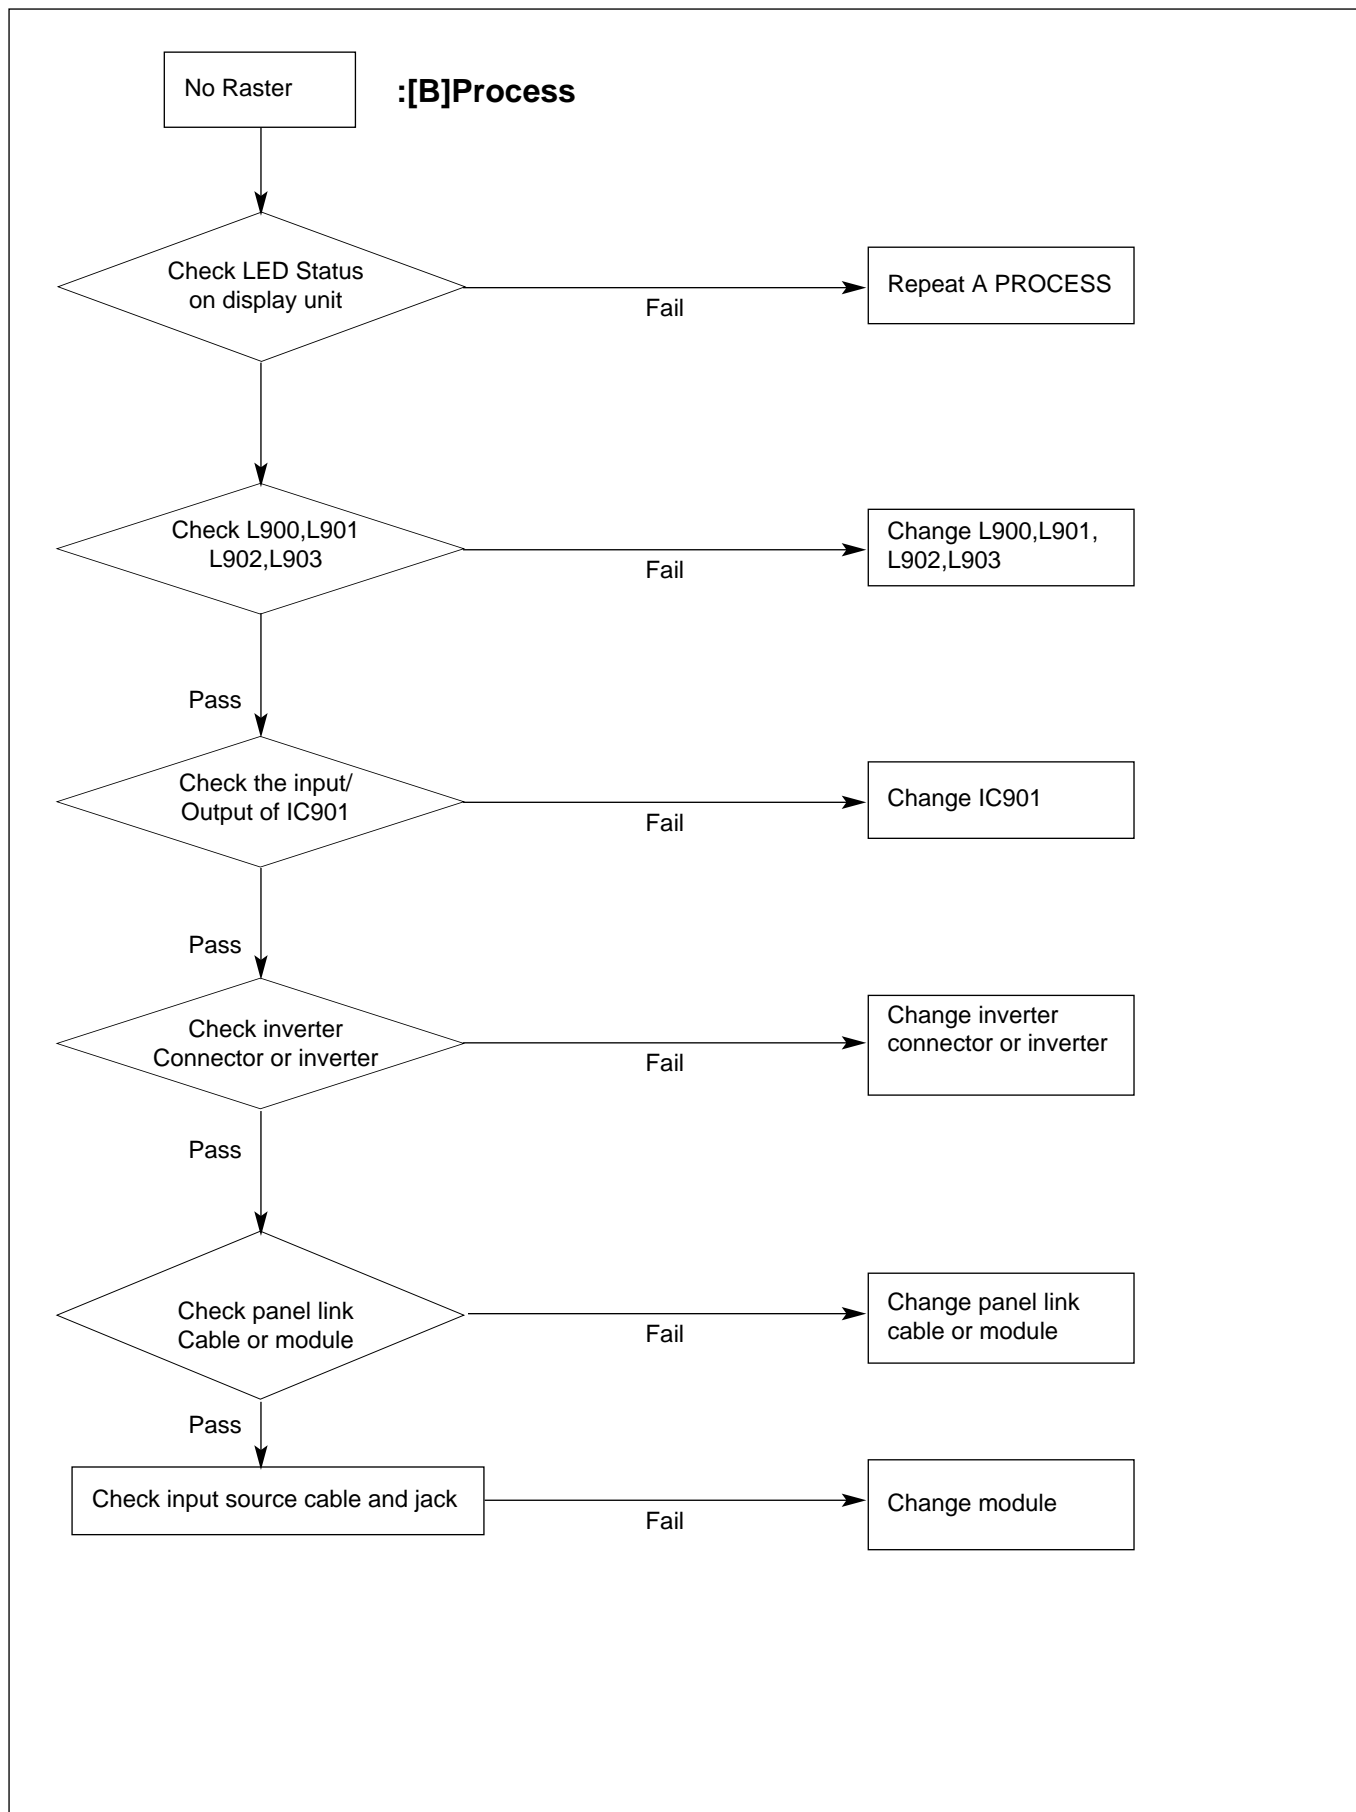 No Raster
:[B]Process
Check LED Status
on display unit
Fail
Repeat A PROCESS
Check L900,L901
L902,L903
Fail
Change L900,L901,
L902,L903
Pass
Check the input/
Output of IC901
Fail
Change IC901
Pass
Check inverter
Connector or inverter
Fail
Change inverter
connector or inverter
Pass
Check panel link
Cable or module
Fail
Change panel link
cable or module
Pass
Check input source cable and jack
Fail
Change module